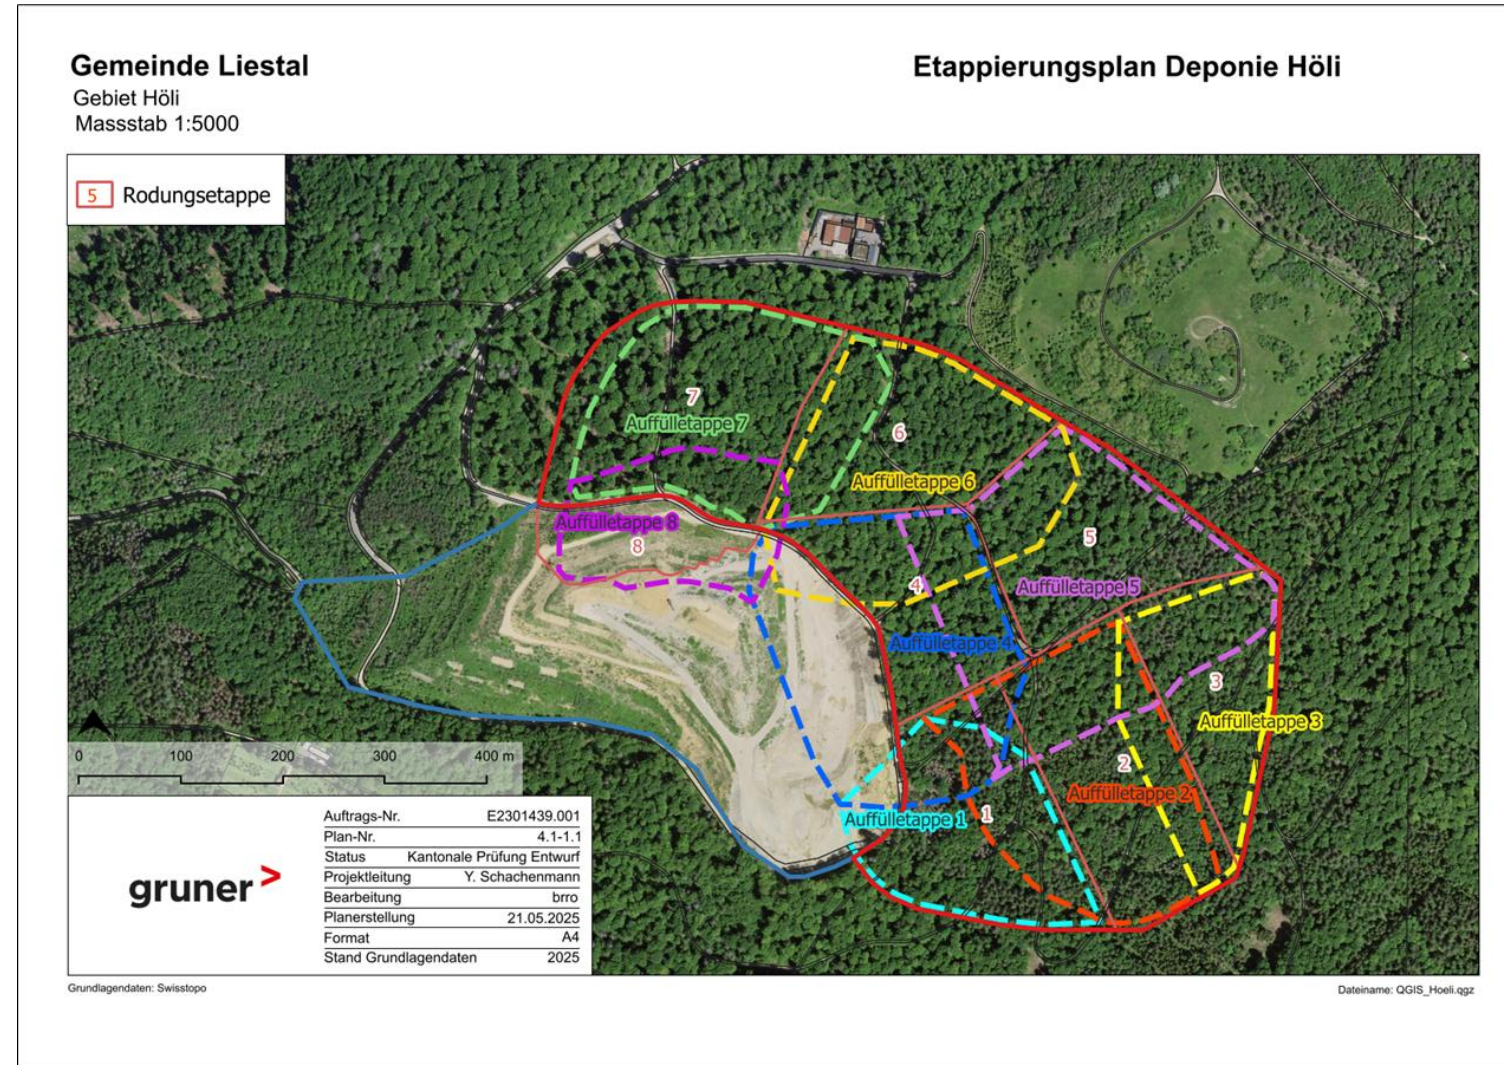 Gemeinde Liestal
Gebiet Höli
Massstab 1:5000
Etappierungsplan Deponie Höli
5 Rodungsetappe
7
Auffülletappe 7
6
Auffülletappe 6
Auffülletappe 8
8
5
4
Auffülletappe 5
Auffülletappe 4
3
Auffülletappe 3
2
Auffülletappe 2
1
Auffülletappe 1
0 100 200 300 400 m
gruner
Auftrags-Nr. E2301439.001
Plan-Nr. 4.1-1.1
Status Kantonale Prüfung Entwurf
Projektleitung Y. Schachenmann
Bearbeitung brro
Planerstellung 21.05.2025
Format A4
Stand Grundlagendaten 2025
Grundlagendaten: Swisstopo
Dateiname: QGIS_Hoeli.qgz